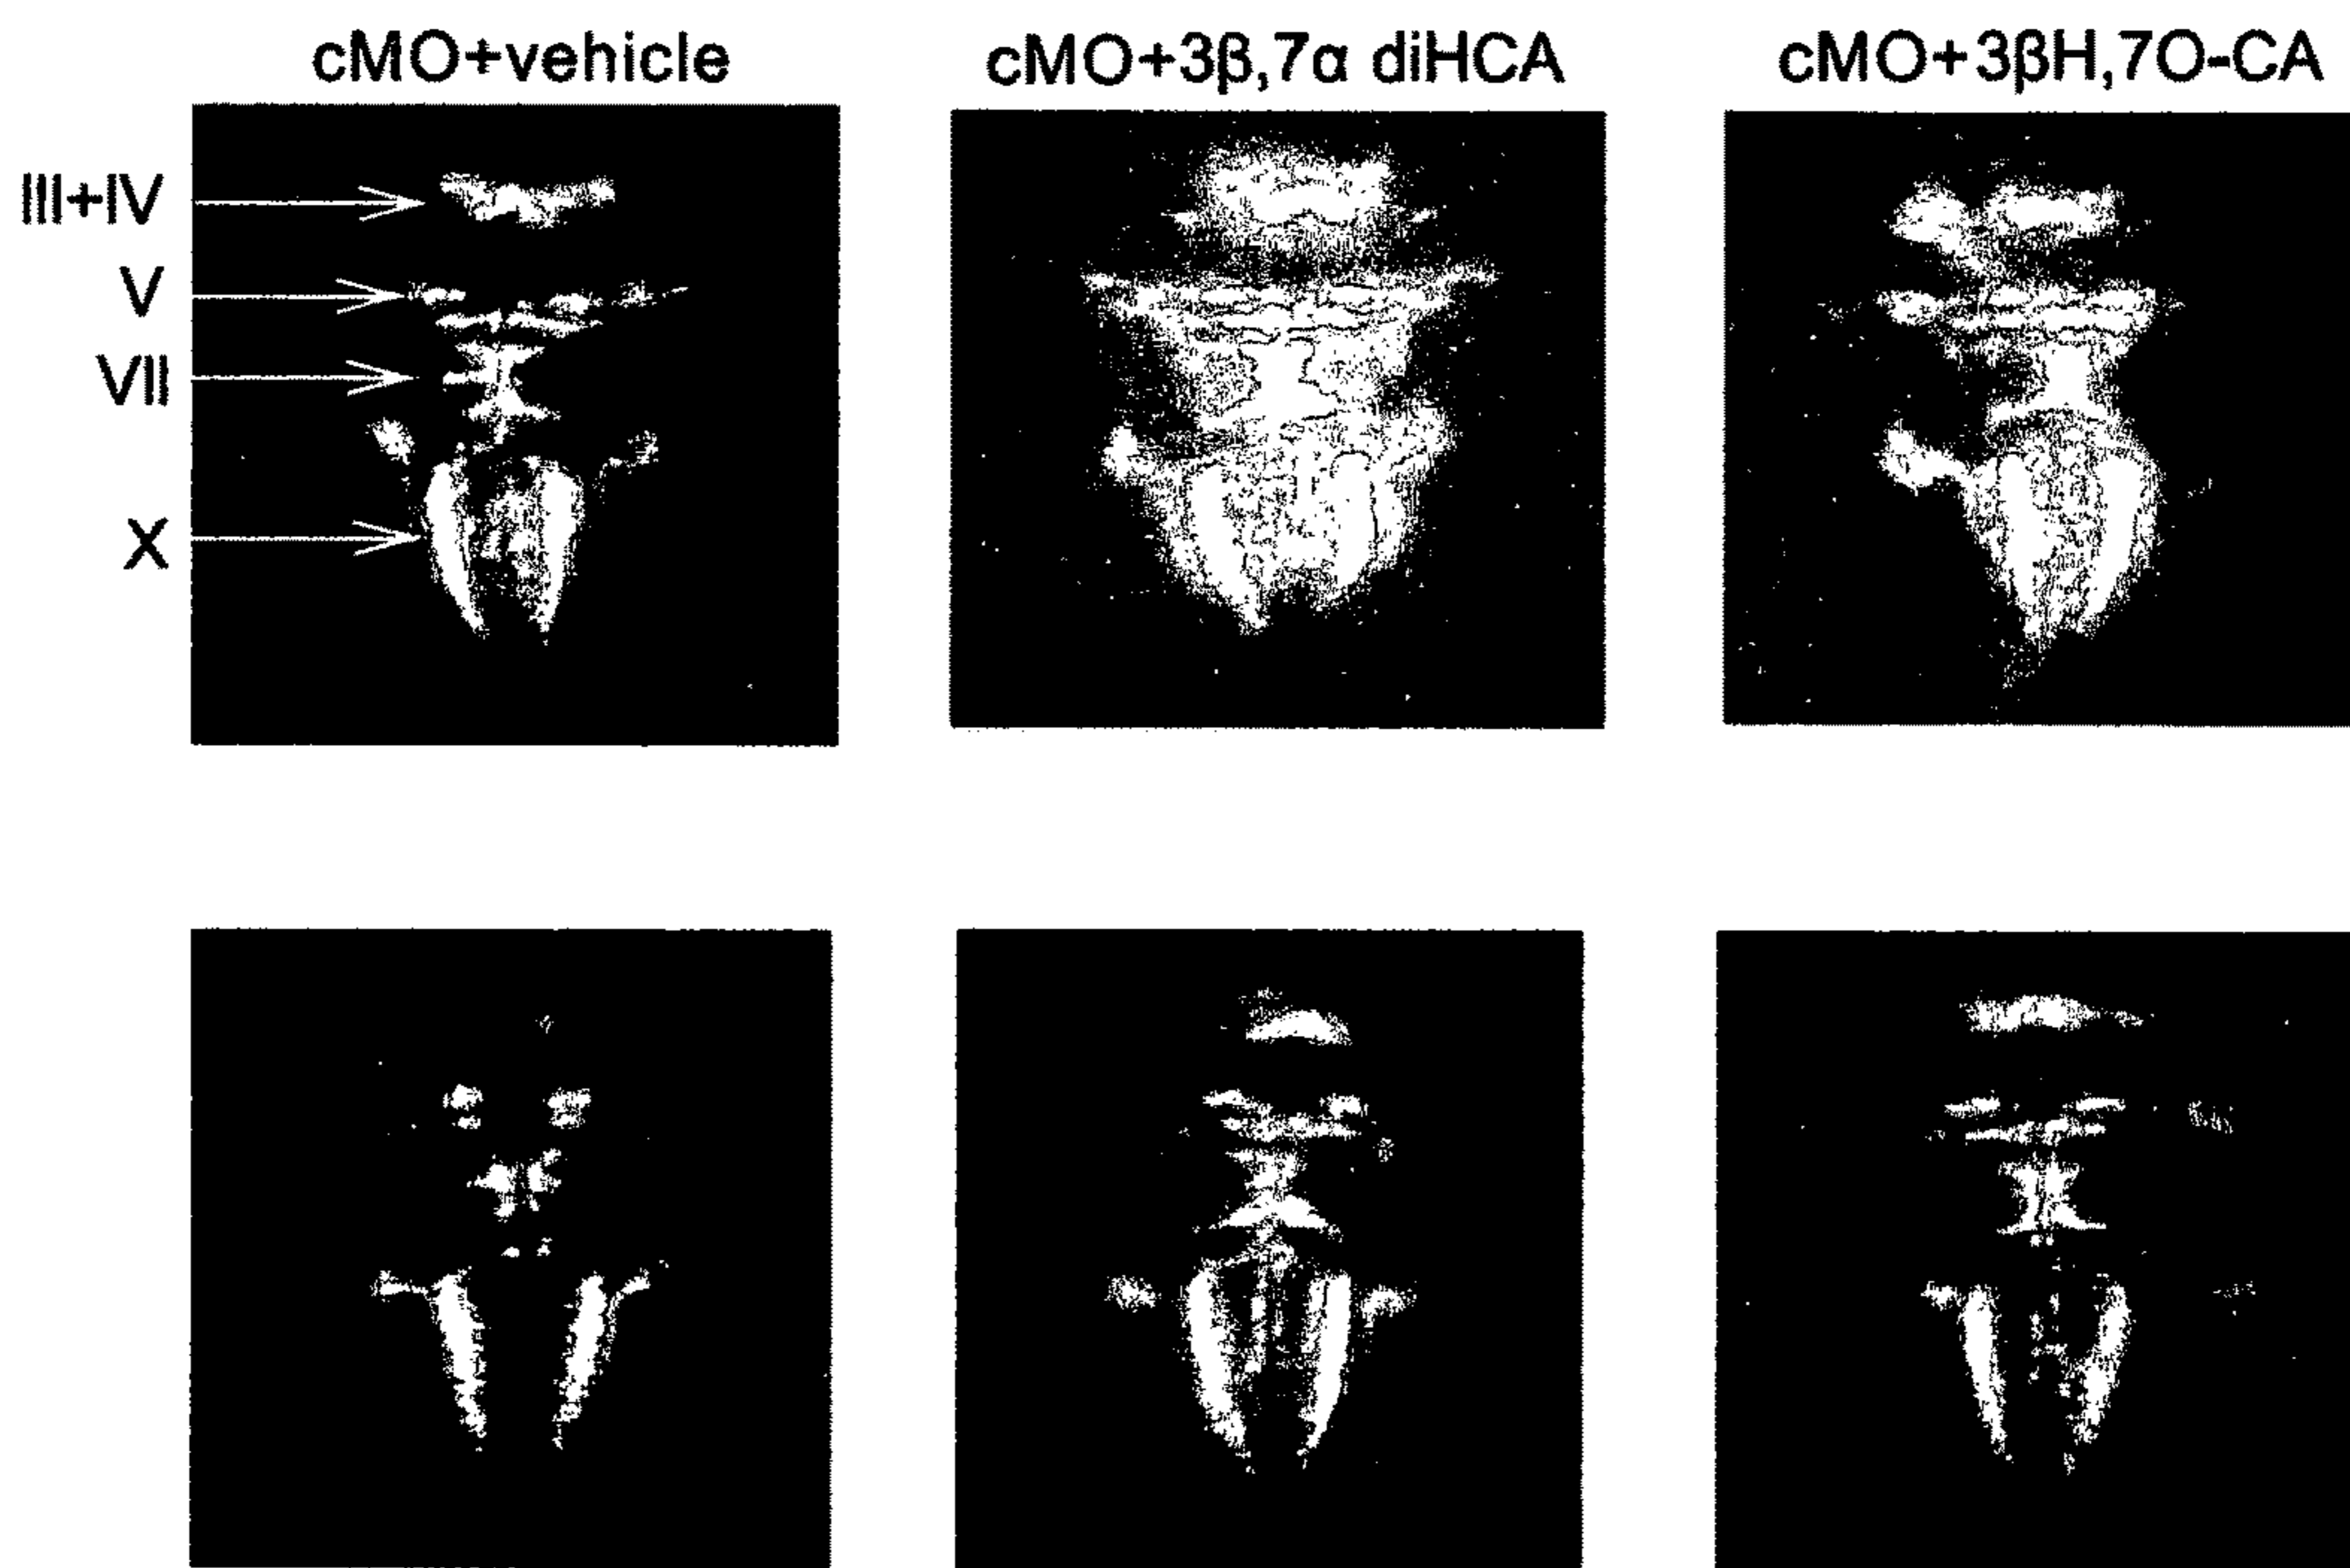 cMO+vehicle
cMO+3β,7α diHCA
cMO+3βH,7O-CA
III+IV
V
VII
X